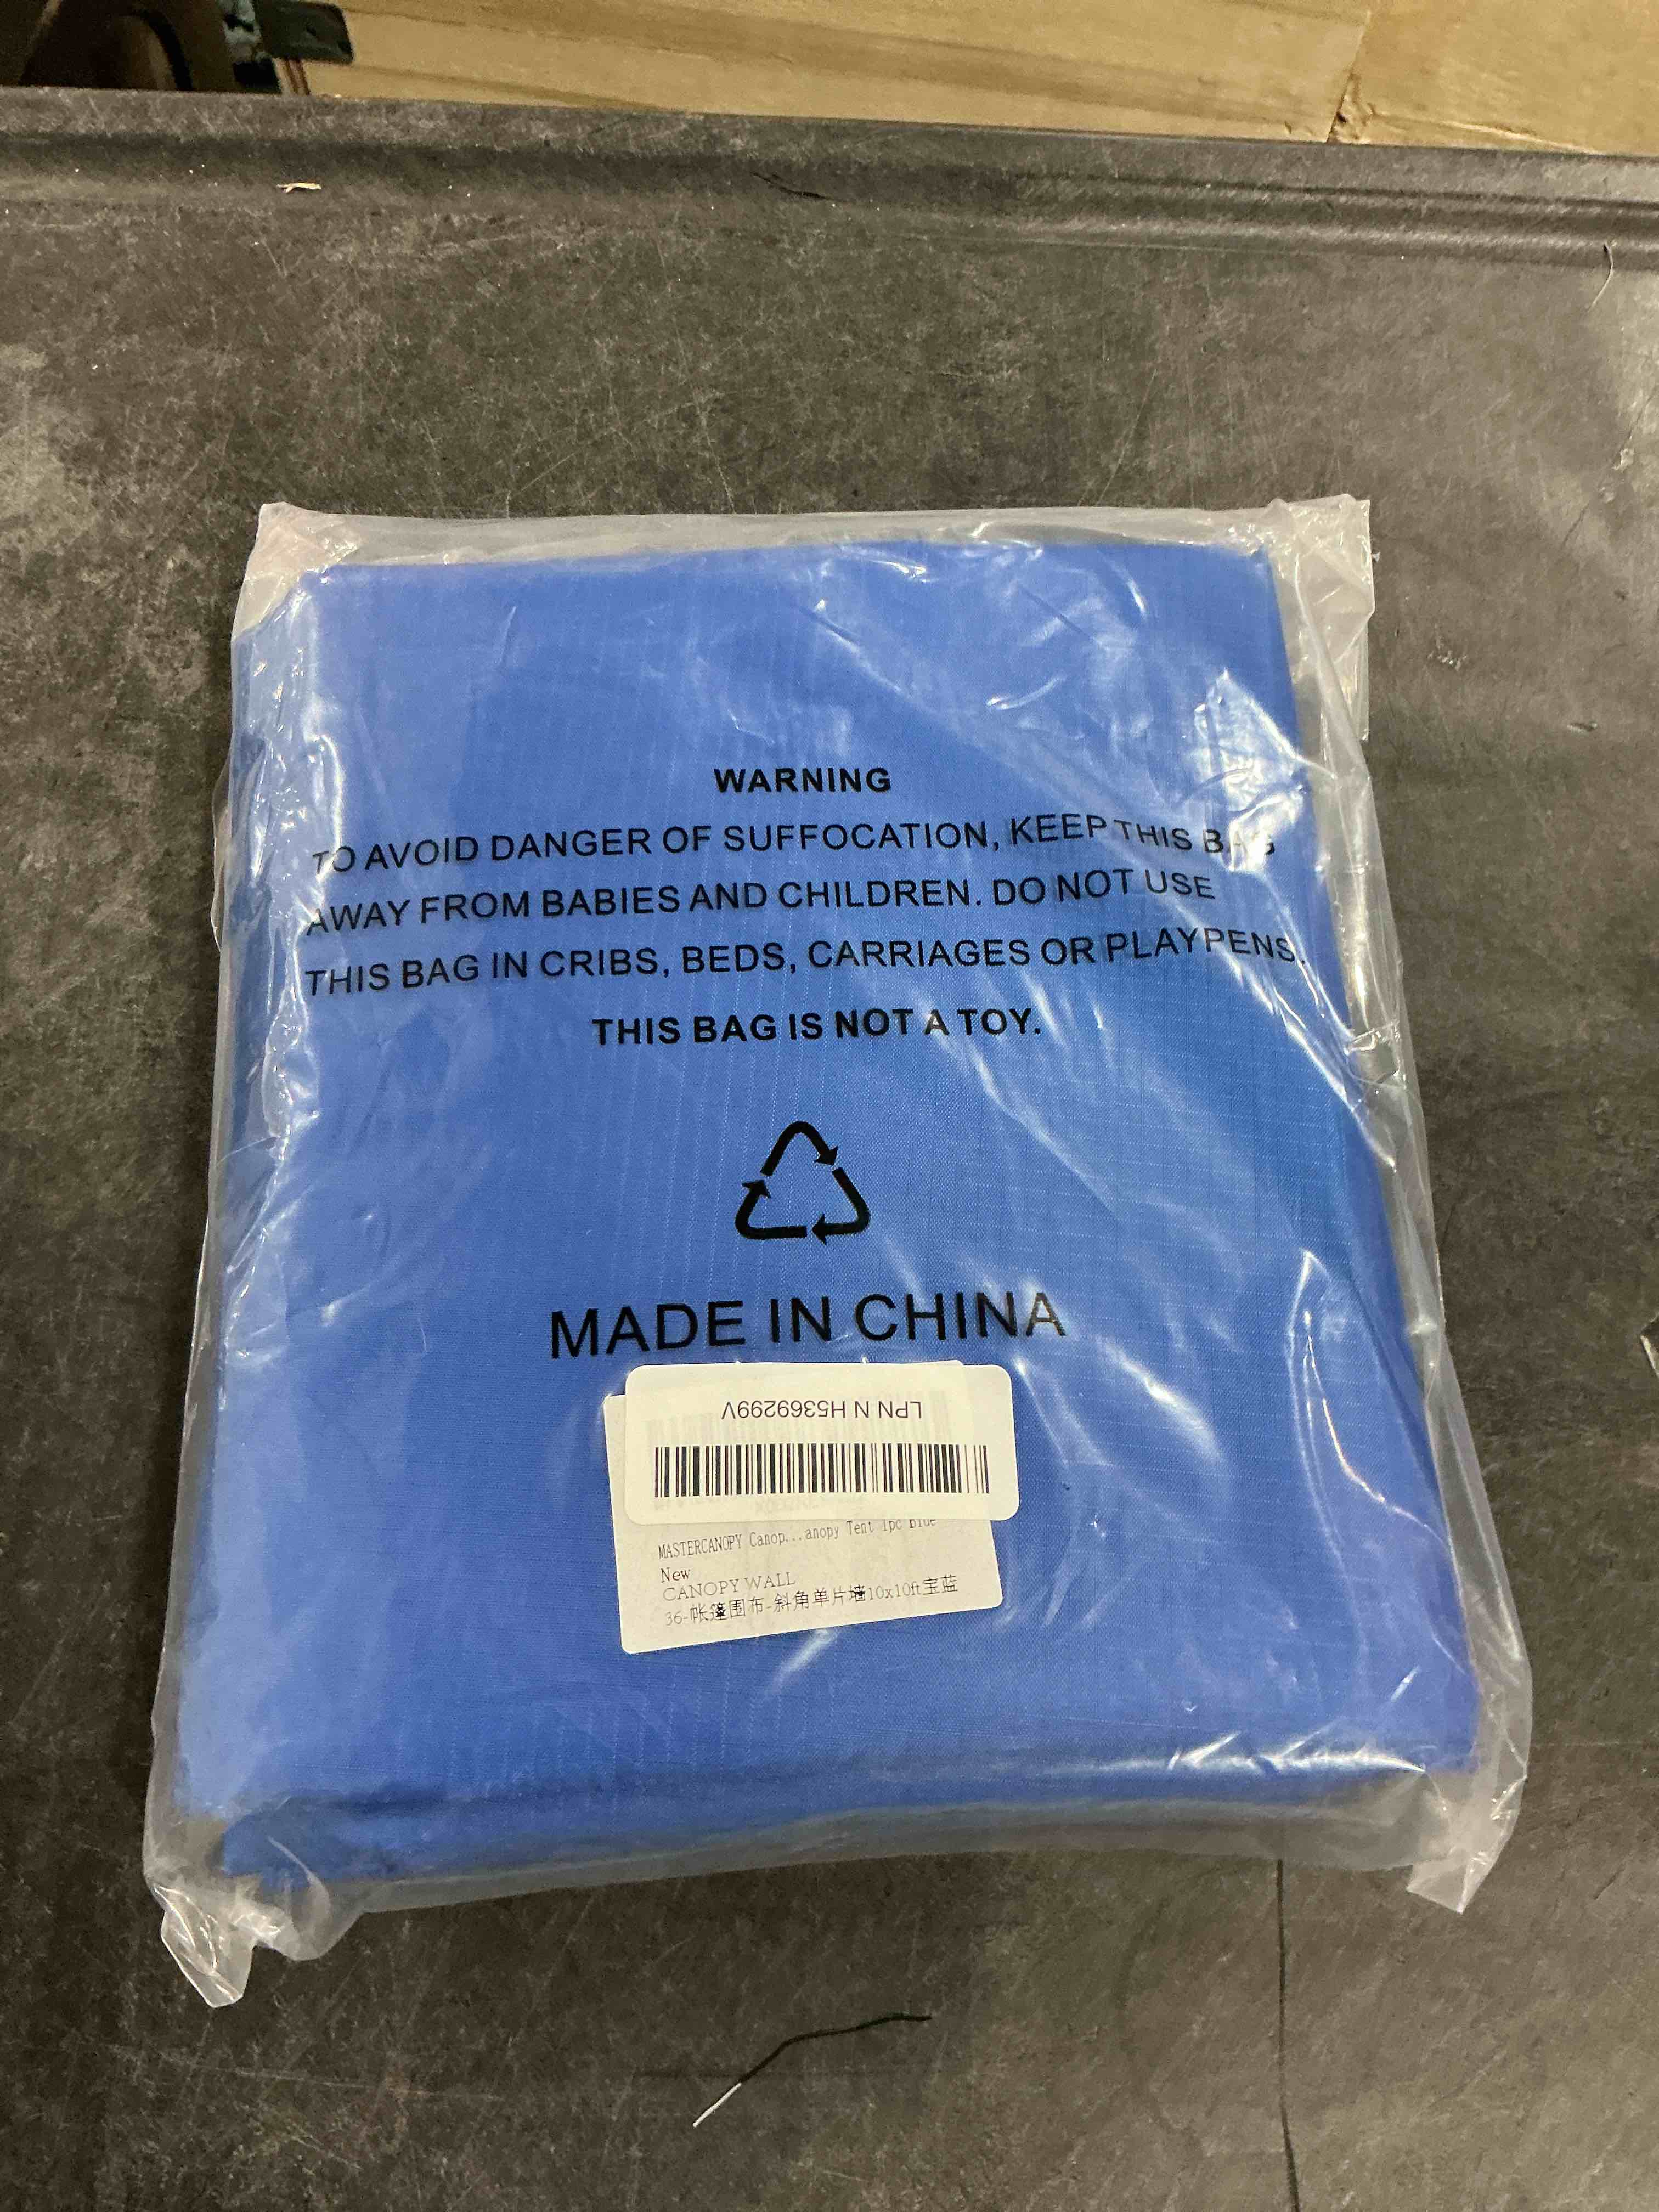 WARNING
TO AVOID DANGER OF SUFFOCATION, KEEP THIS BAG
AWAY FROM BABIES AND CHILDREN. DO NOT USE
THIS BAG IN CRIBS, BEDS, CARRIAGES OR PLAYPENS.
THIS BAG IS NOT A TOY.
MADE IN CHINA
LPN N H5369299V
MASTERCANOPY Canop...anopy Tent 1pc Blue
New
CANOPY WALL
36-帐篷围布-斜角单片墙10x10ft宝蓝